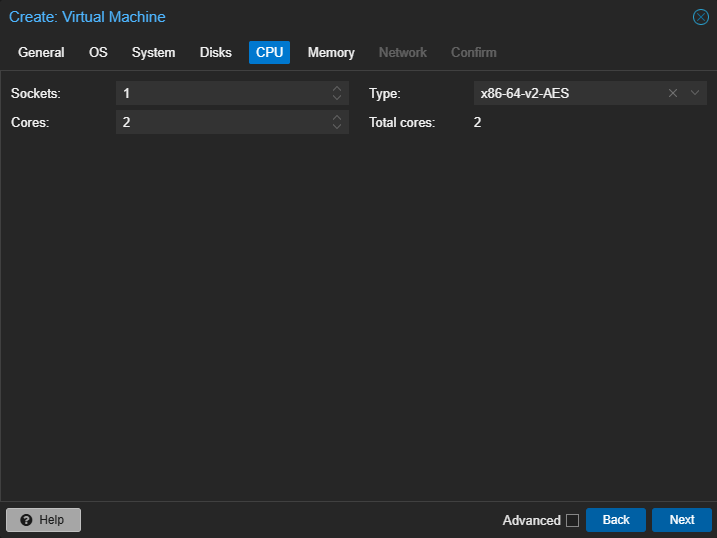 Create: Virtual Machine
General OS System Disks CPU Memory Network Confirm
Sockets: 1 Type: x86-64-v2-AES
Cores: 2 Total cores: 2
Help Advanced Back Next